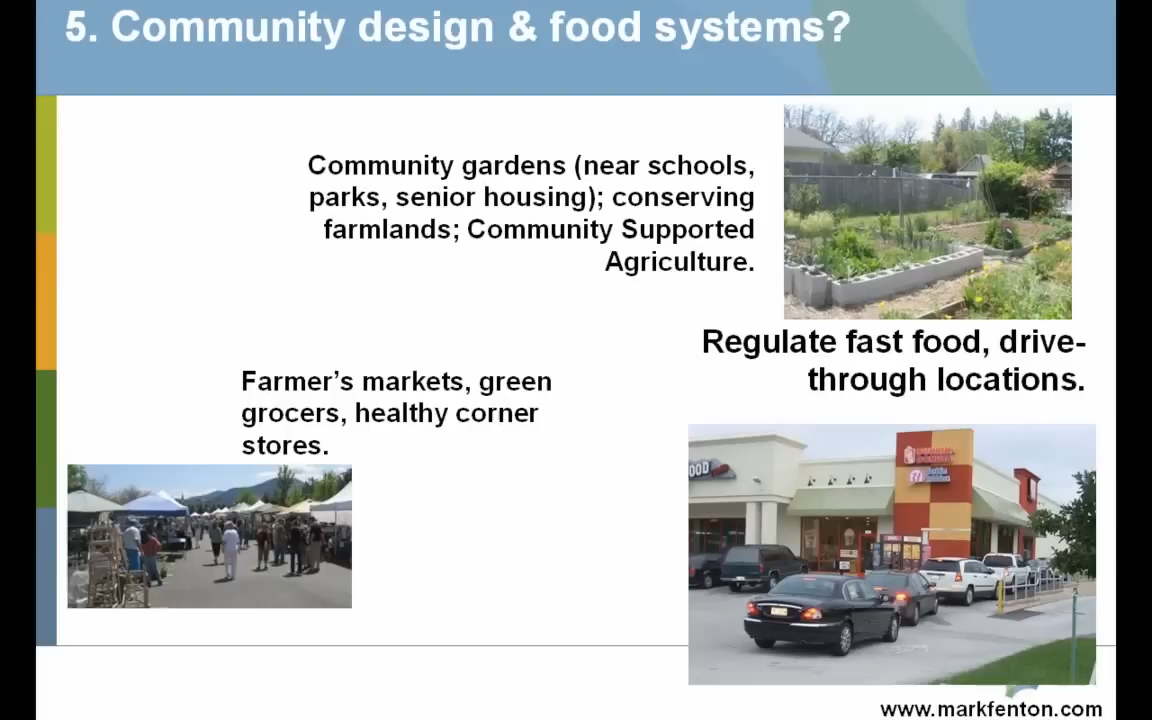 5. Community design & food systems?
Community gardens (near schools,
parks, senior housing); conserving
farmlands; Community Supported
Agriculture.
Regulate fast food, drive-
through locations.
Farmer’s markets, green
grocers, healthy corner
stores.
www.markfenton.com